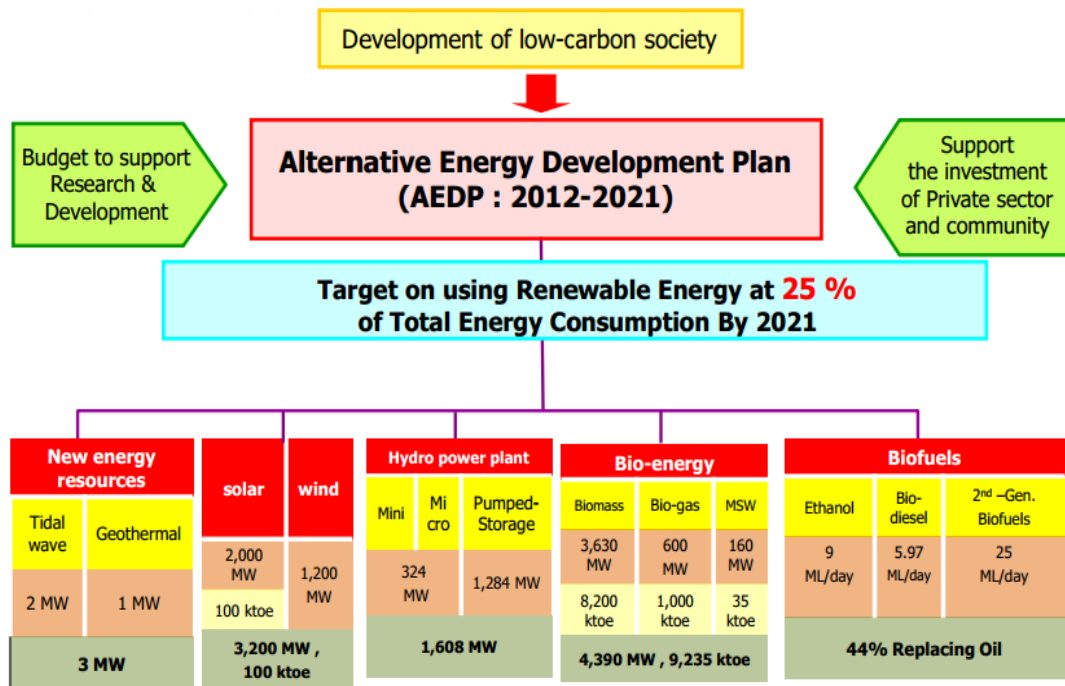 Development of low-carbon society
Budget to support
Research &
Development
Alternative Energy Development Plan
(AEDP : 2012-2021)
Support
the investment
of Private sector
and community
Target on using Renewable Energy at 25 %
of Total Energy Consumption By 2021
New energy
resources
Tidal
wave
Geothermal
2 MW
1 MW
3 MW
solar
wind
2,000
MW
100 ktoe
1,200
MW
3,200 MW ,
100 ktoe
Hydro power plant
Mini
Mi
cro
Pumped-
Storage
324
MW
1,284 MW
1,608 MW
Bio-energy
Biomass
Bio-gas
MSW
3,630
MW
600
MW
160
MW
8,200
ktoe
1,000
ktoe
35
ktoe
4,390 MW , 9,235 ktoe
Biofuels
Ethanol
Bio-
diesel
2nd –Gen.
Biofuels
9
ML/day
5.97
ML/day
25
ML/day
44% Replacing Oil